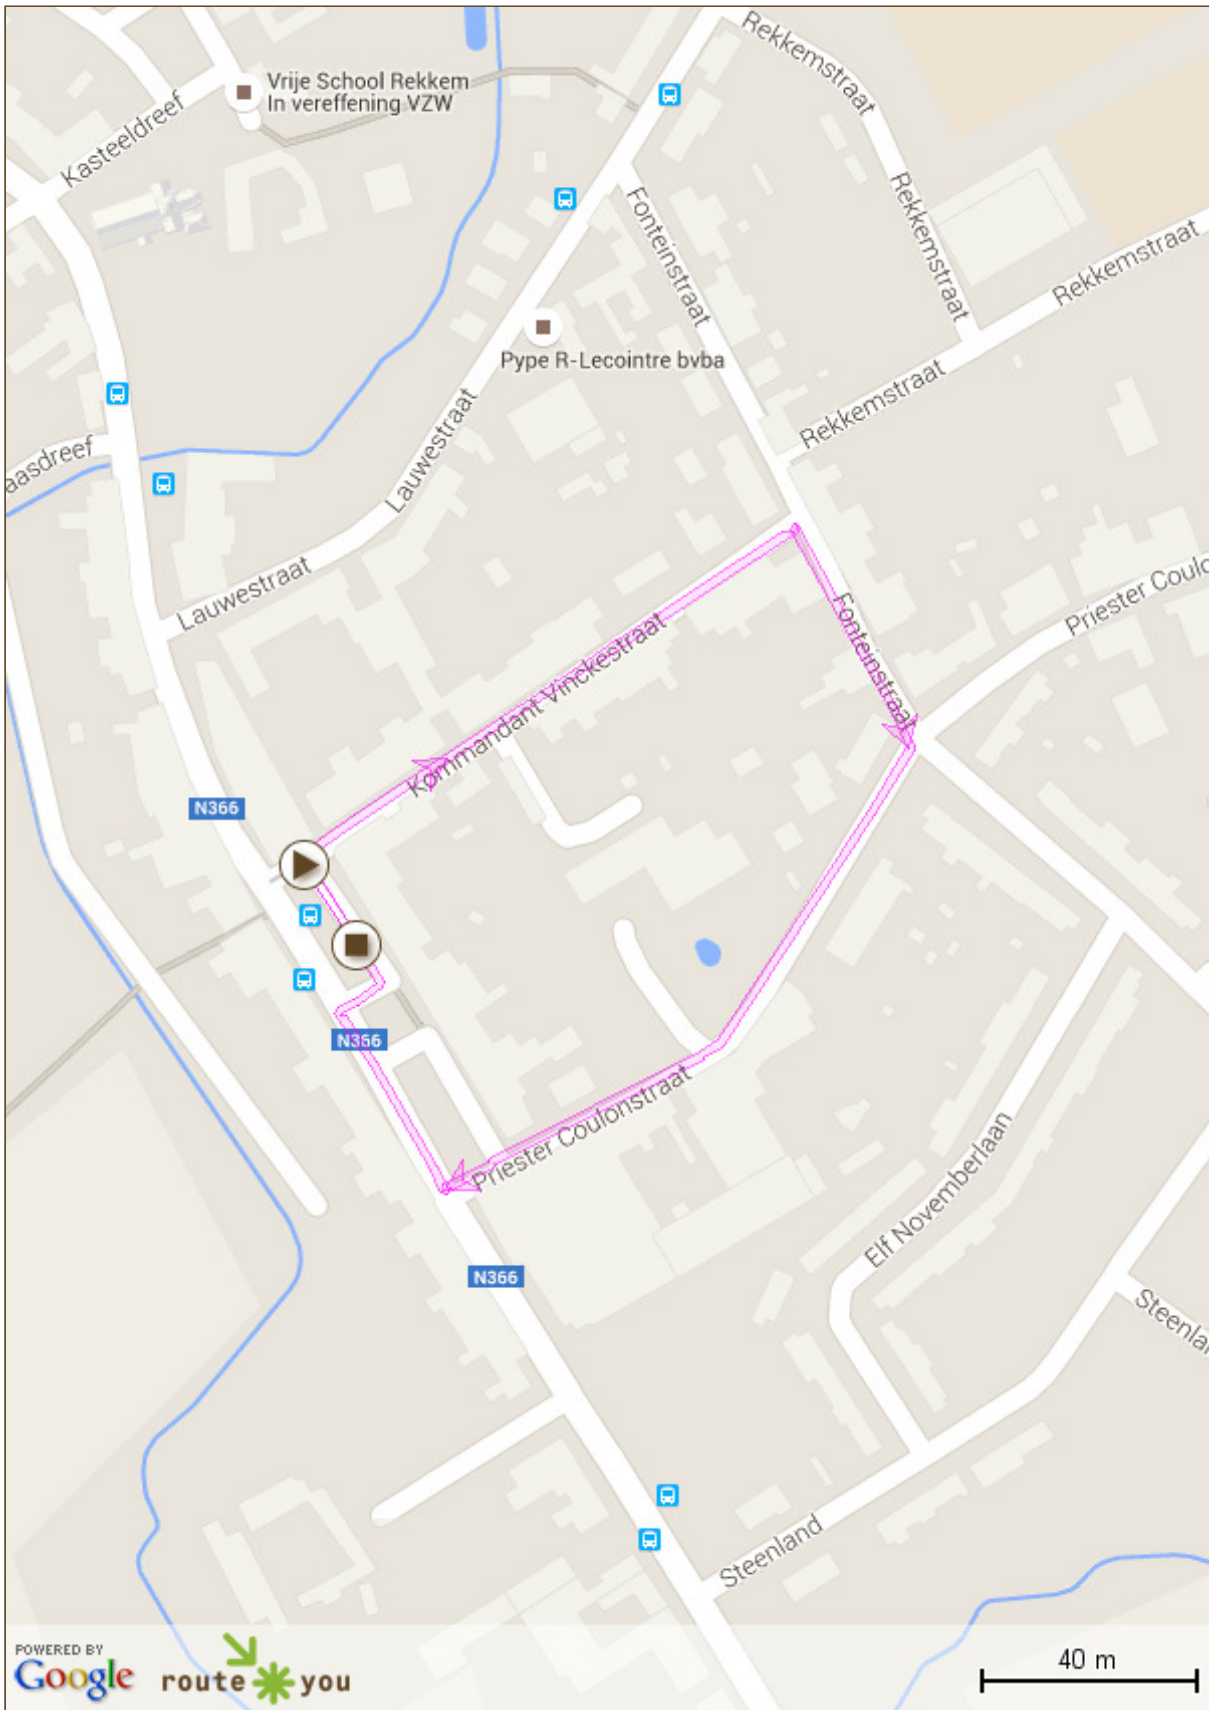 Rekkemstraat
Vrije School Rekkem
In vereffening VZW
Kasteeldreef
Fonteinstraat
Rekkemstraat
Rekkemstraat
Pype R-Lecointre bvba
Rekkemstraat
Lauwestraat
aasdreef
Lauwestraat
Priester Coulo
Fonteinstraat
Kommandant Vinckestraat
N366
N366
Priester Coulonstraat
Elf Novemberlaan
N366
Steenla
Steenland
POWERED BY
Google
route you
40 m